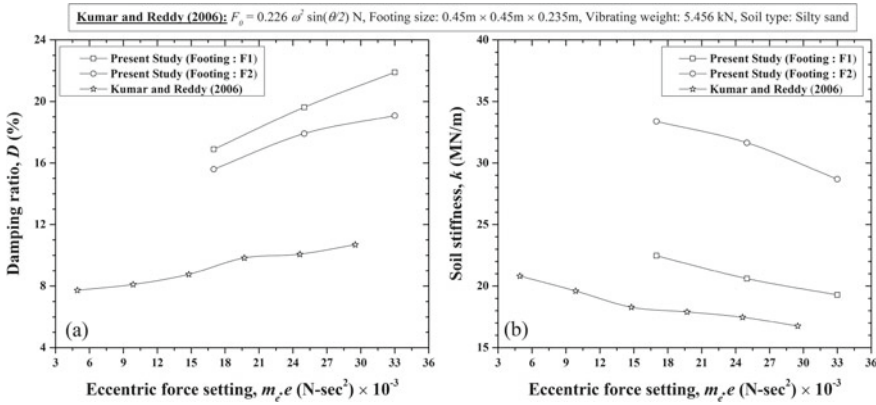 Kumar and Reddy (2006): F₀ = 0.226 ω² sin(θ/2) N, Footing size: 0.45m × 0.45m × 0.235m, Vibrating weight: 5.456 kN, Soil type: Silty sand
Damping ratio, D (%)
24
20
16
12
8
4
Present Study (Footing : F1)
Present Study (Footing : F2)
Kumar and Reddy (2006)
(a)
3 6 9 12 15 18 21 24 27 30 33 36
Eccentric force setting, mₑ.e (N-sec²) × 10⁻³
Soil stiffness, k (MN/m)
40
35
30
25
20
15
Present Study (Footing : F1)
Present Study (Footing : F2)
Kumar and Reddy (2006)
(b)
3 6 9 12 15 18 21 24 27 30 33 36
Eccentric force setting, mₑ.e (N-sec²) × 10⁻³